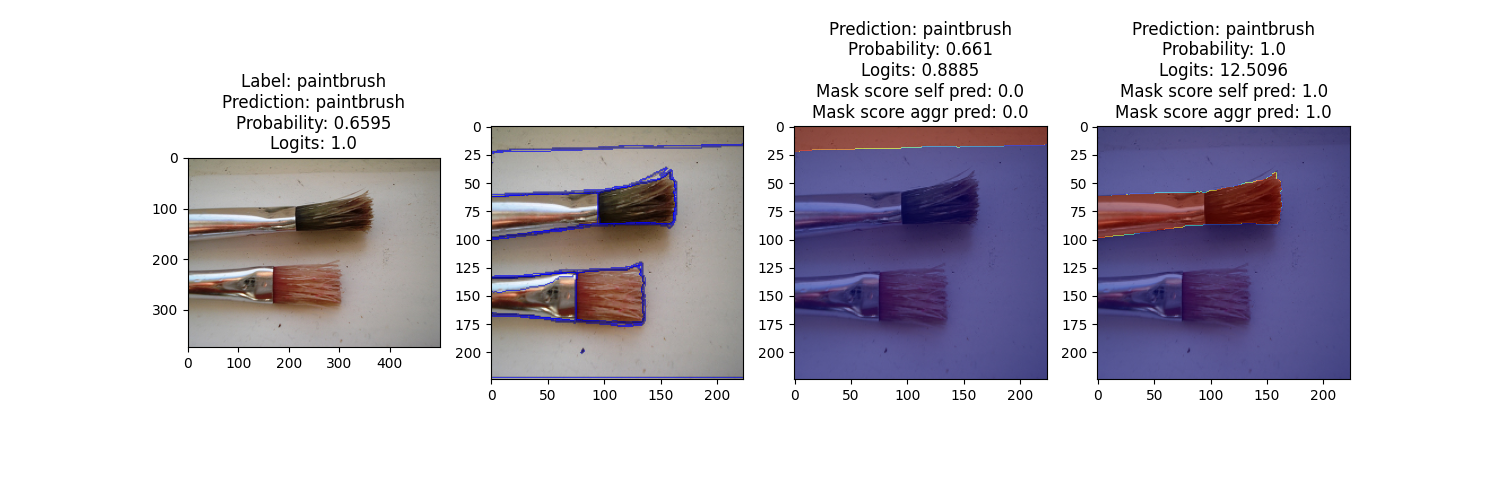 Label: paintbrush
Prediction: paintbrush
Probability: 0.6595
Logits: 1.0
0
100
200
300
0 100 200 300 400
0
25
50
75
100
125
150
175
200
0 50 100 150 200
Prediction: paintbrush
Probability: 0.661
Logits: 0.8885
Mask score self pred: 0.0
Mask score aggr pred: 0.0
0
25
50
75
100
125
150
175
200
0 50 100 150 200
Prediction: paintbrush
Probability: 1.0
Logits: 12.5096
Mask score self pred: 1.0
Mask score aggr pred: 1.0
0
25
50
75
100
125
150
175
200
0 50 100 150 200